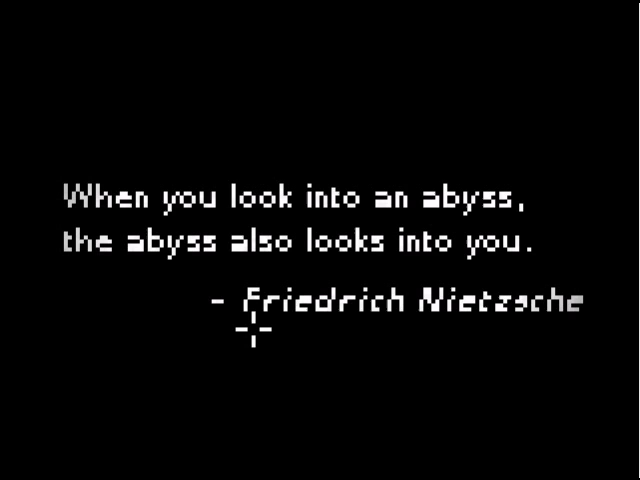 When you look into an abyss,
the abyss also looks into you.
- Friedrich Nietzsche